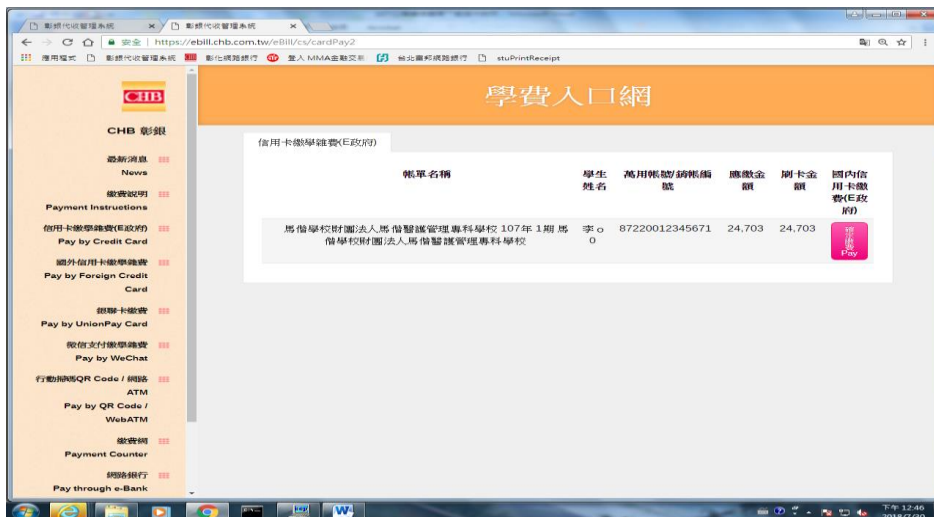 彰銀代收管理系統
彰銀代收管理系統
安全 | https://ebill.chb.com.tw/eBill/cs/cardPay2
應用程式 彰銀代收管理系統 彰化網路銀行 登入 MMA金融交易 台北富邦網路銀行 stuPrintReceipt
CHB
學費入口網
CHB 彰銀
最新消息
News
繳費說明
Payment Instructions
信用卡繳學雜費(E政府)
Pay by Credit Card
國外信用卡繳學雜費
Pay by Foreign Credit
Card
銀聯卡繳費
Pay by UnionPay Card
微信支付繳學雜費
Pay by WeChat
行動掃碼QR Code / 網路
ATM
Pay by QR Code /
WebATM
繳費網
Payment Counter
網路銀行
Pay through e-Bank
信用卡繳學雜費(E政府)
帳單名稱
學生
姓名
萬用帳號/銷帳編
號
應繳金
額
刷卡金
額
國內信
用卡繳
費(E政
府)
馬偕學校財團法人馬偕醫護管理專科學校 107年 1期 馬
偕學校財團法人馬偕醫護管理專科學校
李o
o
87220012345671
24,703
24,703
Pay
下午 12:46
2018/7/30